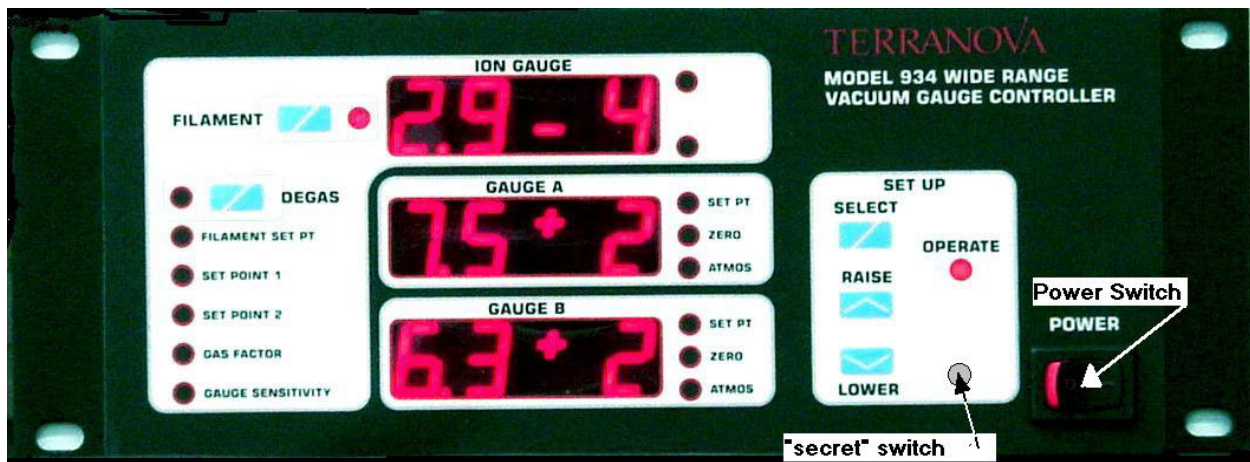 TERRANOVA
MODEL 934 WIDE RANGE
VACUUM GAUGE CONTROLLER
ION GAUGE
FILAMENT
2.9 - 4
DEGAS
FILAMENT SET PT
SET POINT 1
SET POINT 2
GAS FACTOR
GAUGE SENSITIVITY
GAUGE A
7.5 + 2
SET PT
ZERO
ATMOS
GAUGE B
6.3 + 2
SET PT
ZERO
ATMOS
SET UP
SELECT
OPERATE
RAISE
LOWER
Power Switch
POWER
"secret" switch